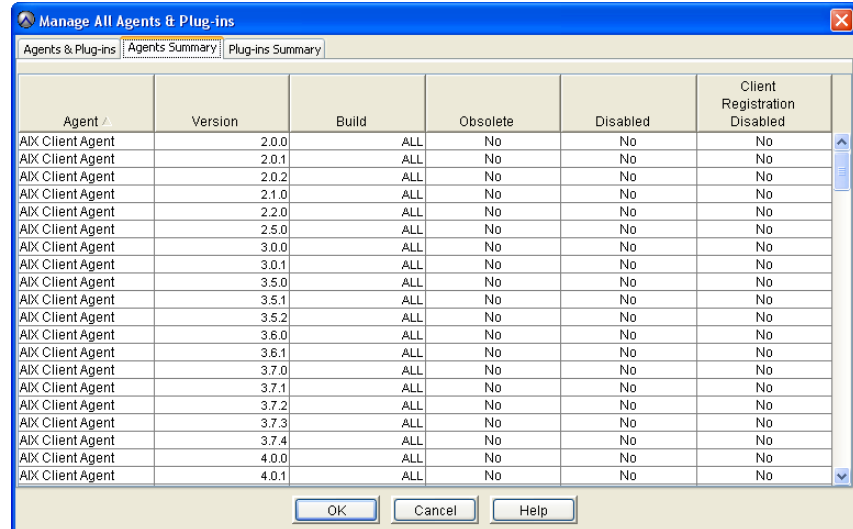 Manage All Agents & Plug-ins
Agents & Plug-ins Agents Summary Plug-ins Summary
Agent Version Build Obsolete Disabled Client Registration Disabled
AIX Client Agent 2.0.0 ALL No No No
AIX Client Agent 2.0.1 ALL No No No
AIX Client Agent 2.0.2 ALL No No No
AIX Client Agent 2.1.0 ALL No No No
AIX Client Agent 2.2.0 ALL No No No
AIX Client Agent 2.5.0 ALL No No No
AIX Client Agent 3.0.0 ALL No No No
AIX Client Agent 3.0.1 ALL No No No
AIX Client Agent 3.5.0 ALL No No No
AIX Client Agent 3.5.1 ALL No No No
AIX Client Agent 3.5.2 ALL No No No
AIX Client Agent 3.6.0 ALL No No No
AIX Client Agent 3.6.1 ALL No No No
AIX Client Agent 3.7.0 ALL No No No
AIX Client Agent 3.7.1 ALL No No No
AIX Client Agent 3.7.2 ALL No No No
AIX Client Agent 3.7.3 ALL No No No
AIX Client Agent 3.7.4 ALL No No No
AIX Client Agent 4.0.0 ALL No No No
AIX Client Agent 4.0.1 ALL No No No
OK Cancel Help